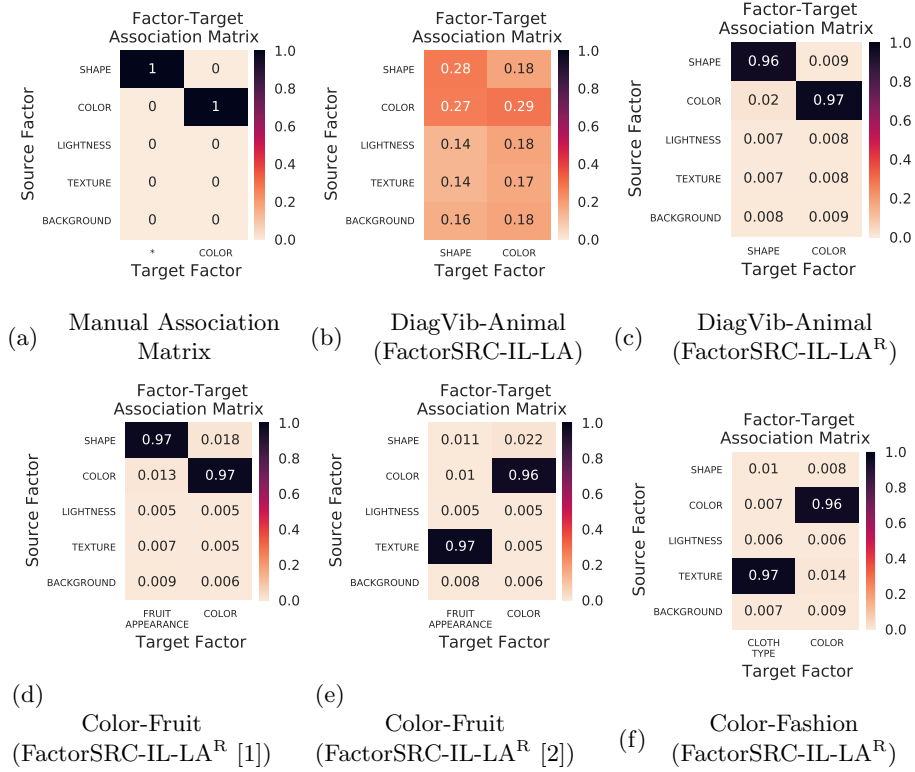 Factor-Target
Association Matrix
SHAPE 1 0
COLOR 0 1
LIGHTNESS 0 0
TEXTURE 0 0
BACKGROUND 0 0
* COLOR
Target Factor
Source Factor
1.0
0.8
0.6
0.4
0.2
0.0
(a) Manual Association
Matrix
Factor-Target
Association Matrix
SHAPE 0.28 0.18
COLOR 0.27 0.29
LIGHTNESS 0.14 0.18
TEXTURE 0.14 0.17
BACKGROUND 0.16 0.18
SHAPE COLOR
Target Factor
Source Factor
1.0
0.8
0.6
0.4
0.2
0.0
(b) DiagVib-Animal
(FactorSRC-IL-LA)
Factor-Target
Association Matrix
SHAPE 0.96 0.009
COLOR 0.02 0.97
LIGHTNESS 0.007 0.008
TEXTURE 0.007 0.008
BACKGROUND 0.008 0.009
SHAPE COLOR
Target Factor
Source Factor
1.0
0.8
0.6
0.4
0.2
0.0
(c) DiagVib-Animal
(FactorSRC-IL-LAᴿ)
Factor-Target
Association Matrix
SHAPE 0.97 0.018
COLOR 0.013 0.97
LIGHTNESS 0.005 0.005
TEXTURE 0.007 0.005
BACKGROUND 0.009 0.006
FRUIT COLOR
APPEARANCE
Target Factor
Source Factor
1.0
0.8
0.6
0.4
0.2
0.0
(d)
Color-Fruit
(FactorSRC-IL-LAᴿ [1])
Factor-Target
Association Matrix
SHAPE 0.011 0.022
COLOR 0.01 0.96
LIGHTNESS 0.005 0.005
TEXTURE 0.97 0.005
BACKGROUND 0.008 0.006
FRUIT COLOR
APPEARANCE
Target Factor
Source Factor
1.0
0.8
0.6
0.4
0.2
0.0
(e)
Color-Fruit
(FactorSRC-IL-LAᴿ [2])
Factor-Target
Association Matrix
SHAPE 0.01 0.008
COLOR 0.007 0.96
LIGHTNESS 0.006 0.006
TEXTURE 0.97 0.014
BACKGROUND 0.007 0.009
CLOTH COLOR
TYPE
Target Factor
Source Factor
1.0
0.8
0.6
0.4
0.2
0.0
(f) Color-Fashion
(FactorSRC-IL-LAᴿ)